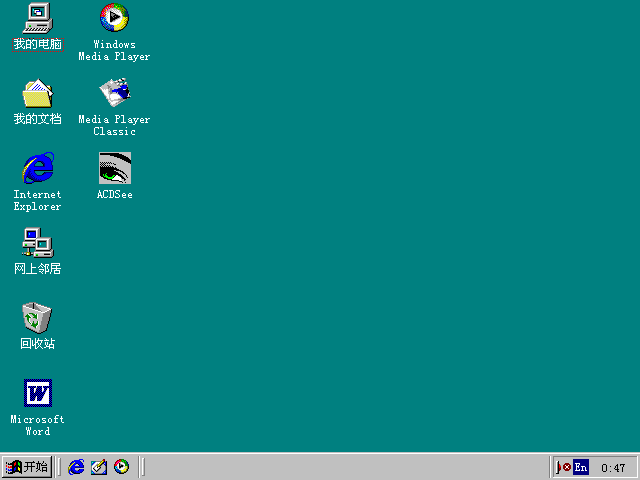 我的电脑
Windows
Media Player
我的文档
Media Player
Classic
Internet
Explorer
ACDSee
网上邻居
回收站
Microsoft
Word
开始
En
0:47